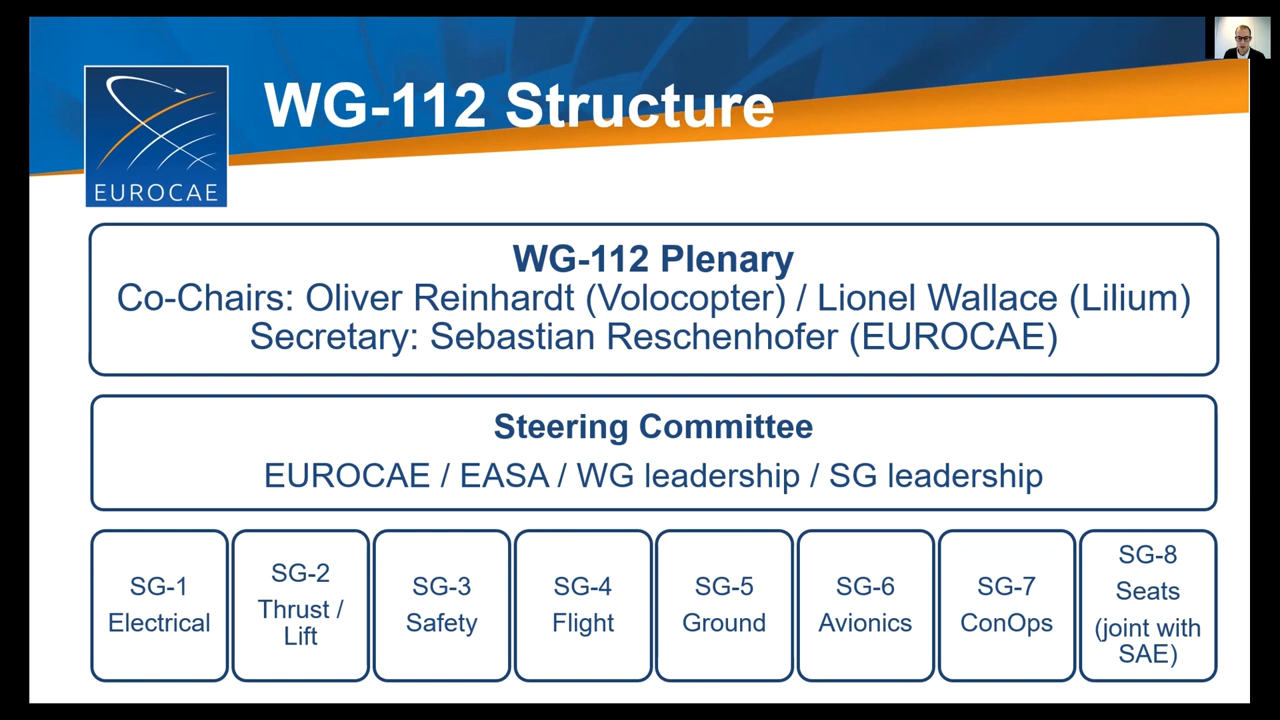 WG-112 Structure
EUROCAE
WG-112 Plenary
Co-Chairs: Oliver Reinhardt (Volocopter) / Lionel Wallace (Lilium)
Secretary: Sebastian Reschenhofer (EUROCAE)
Steering Committee
EUROCAE / EASA / WG leadership / SG leadership
SG-1
Electrical
SG-2
Thrust /
Lift
SG-3
Safety
SG-4
Flight
SG-5
Ground
SG-6
Avionics
SG-7
ConOps
SG-8
Seats
(joint with
SAE)